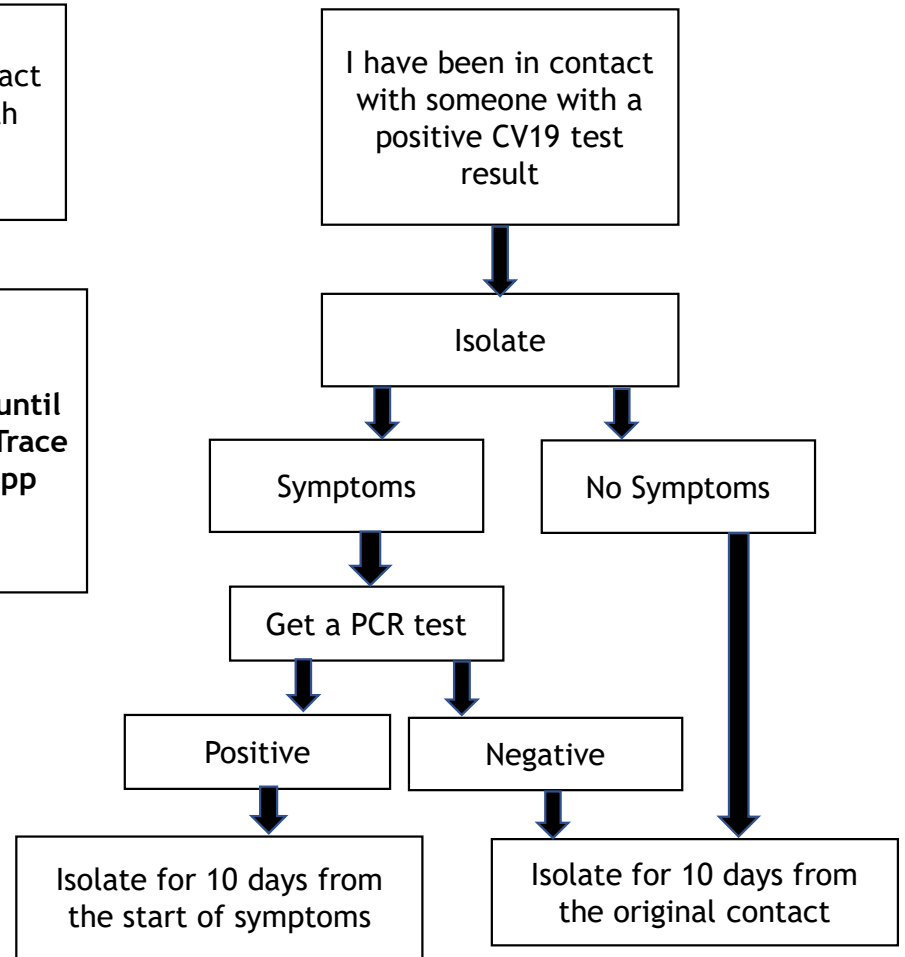 I have been in contact
with someone with a
positive CV19 test
result
until
Trace
Isolate
Symptoms
No Symptoms
Get a PCR test
Positive
Negative
Isolate for 10 days from
the start of symptoms
Isolate for 10 days from
the original contact